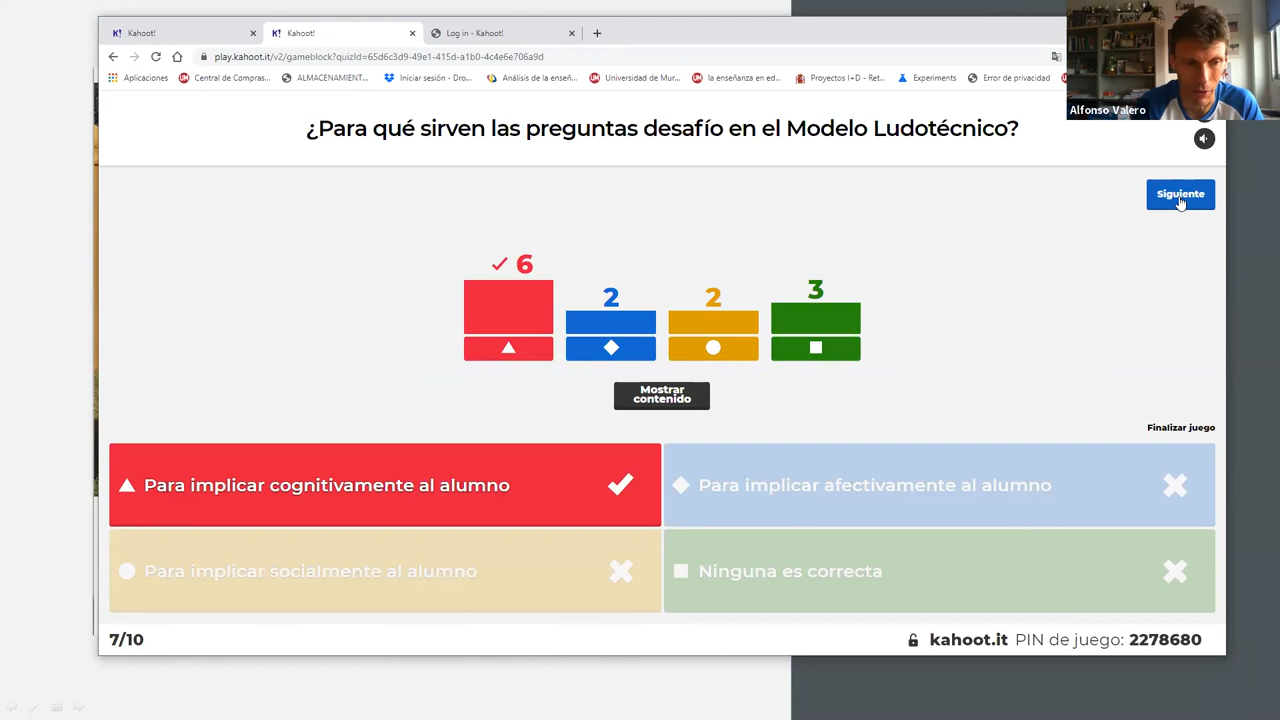 Kahoot!
Kahoot!
Log in - Kahoot!
play.kahoot.it/v2/gameblock?quizId=65d6c3d9-49e1-415d-a1b0-4c4e6e706a9d
Aplicaciones
Central de Compras...
ALMACENAMIENT...
Iniciar sesión - Dro...
Análisis de la enseñ...
Universidad de Mur...
la enseñanza en ed...
Proyectos I+D - Ret...
Experiments
Error de privacidad
Alfonso Valero
¿Para qué sirven las preguntas desafío en el Modelo Ludotécnico?
Siguiente
6
2
2
3
Mostrar
contenido
Finalizar juego
Para implicar cognitivamente al alumno
Para implicar afectivamente al alumno
Para implicar socialmente al alumno
Ninguna es correcta
7/10
kahoot.it PIN de juego: 2278680